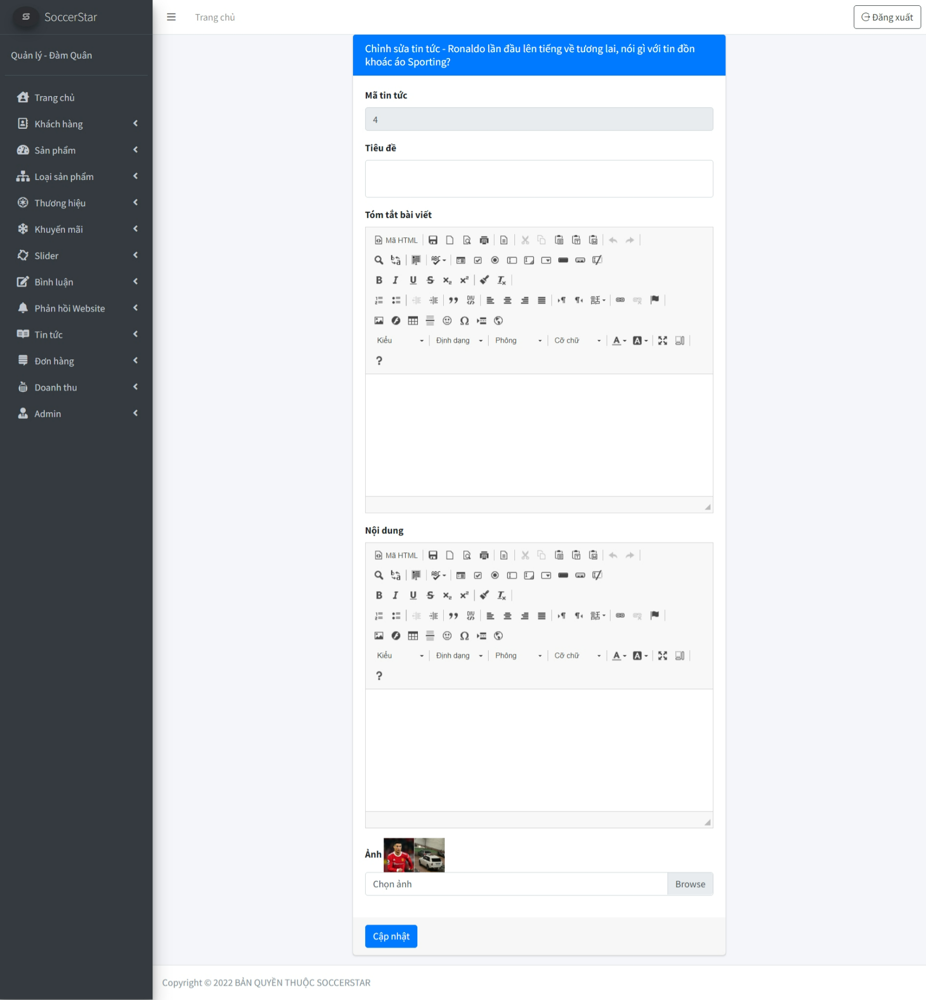 SoccerStar
Trang chủ
Đăng xuất
Quản lý - Đàm Quân
Trang chủ
Khách hàng
Sản phẩm
Loại sản phẩm
Thương hiệu
Khuyến mãi
Slider
Bình luận
Phản hồi Website
Tin tức
Đơn hàng
Doanh thu
Admin
Chỉnh sửa tin tức - Ronaldo lần đầu lên tiếng về tương lai, nói gì với tin đồn
khoác áo Sporting?
Mã tin tức
4
Tiêu đề
Tóm tắt bài viết
Mã HTML
Kiểu Định dạng Phông Cỡ chữ
Nội dung
Mã HTML
Kiểu Định dạng Phông Cỡ chữ
Ảnh
Chọn ảnh Browse
Cập nhật
Copyright © 2022 BẢN QUYỀN THUỘC SOCCERSTAR